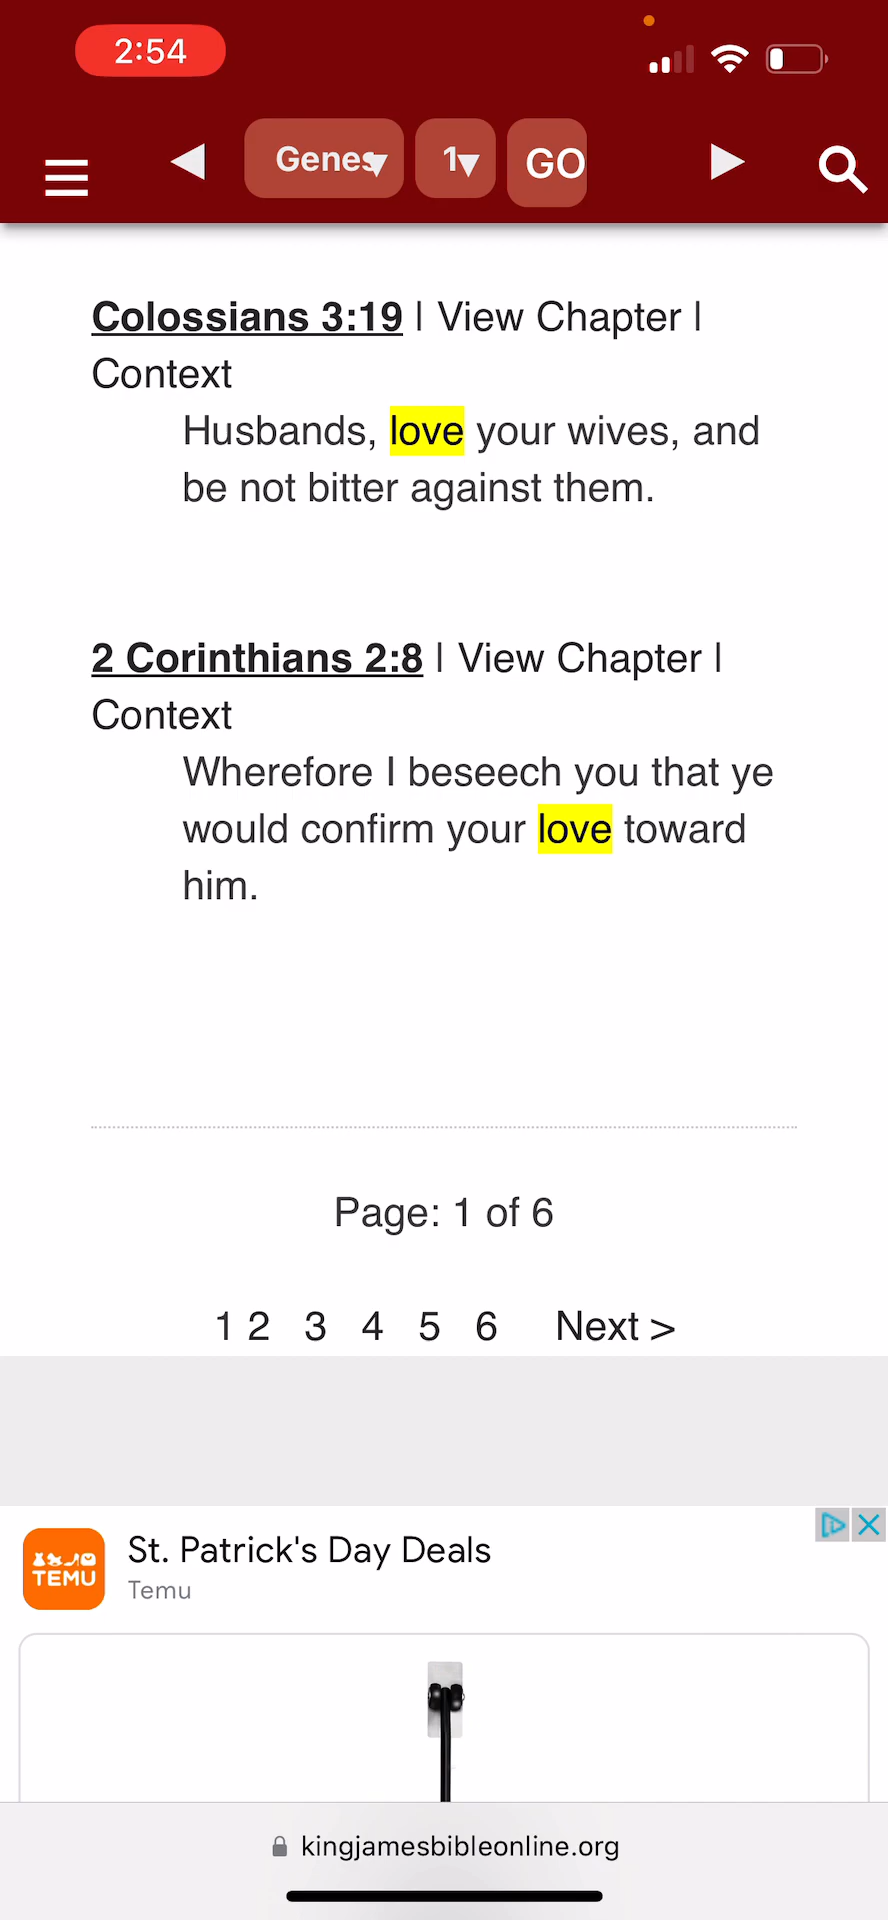 2:54
Genes 1 GO
Colossians 3:19 | View Chapter |
Context
Husbands, love your wives, and
be not bitter against them.
2 Corinthians 2:8 | View Chapter |
Context
Wherefore I beseech you that ye
would confirm your love toward
him.
Page: 1 of 6
1 2 3 4 5 6 Next >
St. Patrick's Day Deals
TEMU
Temu
kingjamesbibleonline.org